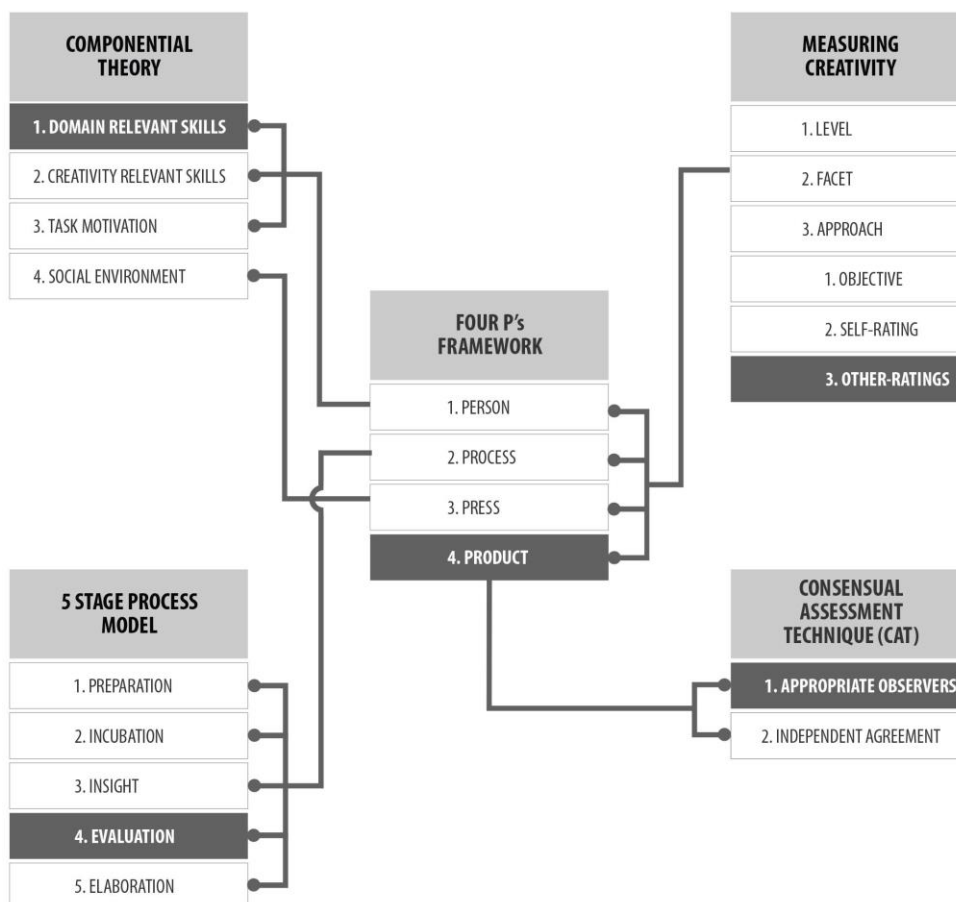 COMPONENTIAL
THEORY
1. DOMAIN RELEVANT SKILLS
2. CREATIVITY RELEVANT SKILLS
3. TASK MOTIVATION
4. SOCIAL ENVIRONMENT
MEASURING
CREATIVITY
1. LEVEL
2. FACET
3. APPROACH
1. OBJECTIVE
2. SELF-RATING
3. OTHER-RATINGS
FOUR P's
FRAMEWORK
1. PERSON
2. PROCESS
3. PRESS
4. PRODUCT
5 STAGE PROCESS
MODEL
1. PREPARATION
2. INCUBATION
3. INSIGHT
4. EVALUATION
5. ELABORATION
CONSENSUAL
ASSESSMENT
TECHNIQUE (CAT)
1. APPROPRIATE OBSERVERS
2. INDEPENDENT AGREEMENT